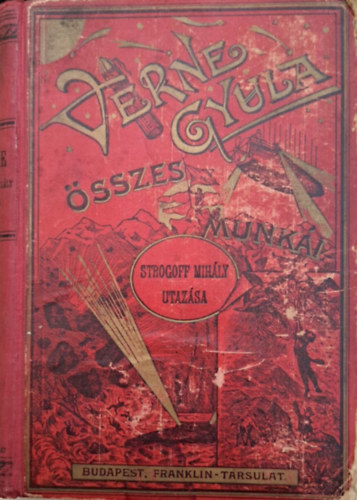 VERNE
GYULA
ÖSSZES
MUNKÁI
STROGOFF MIHÁLY
UTAZÁSA
BUDAPEST, FRANKLIN-TÁRSULAT.